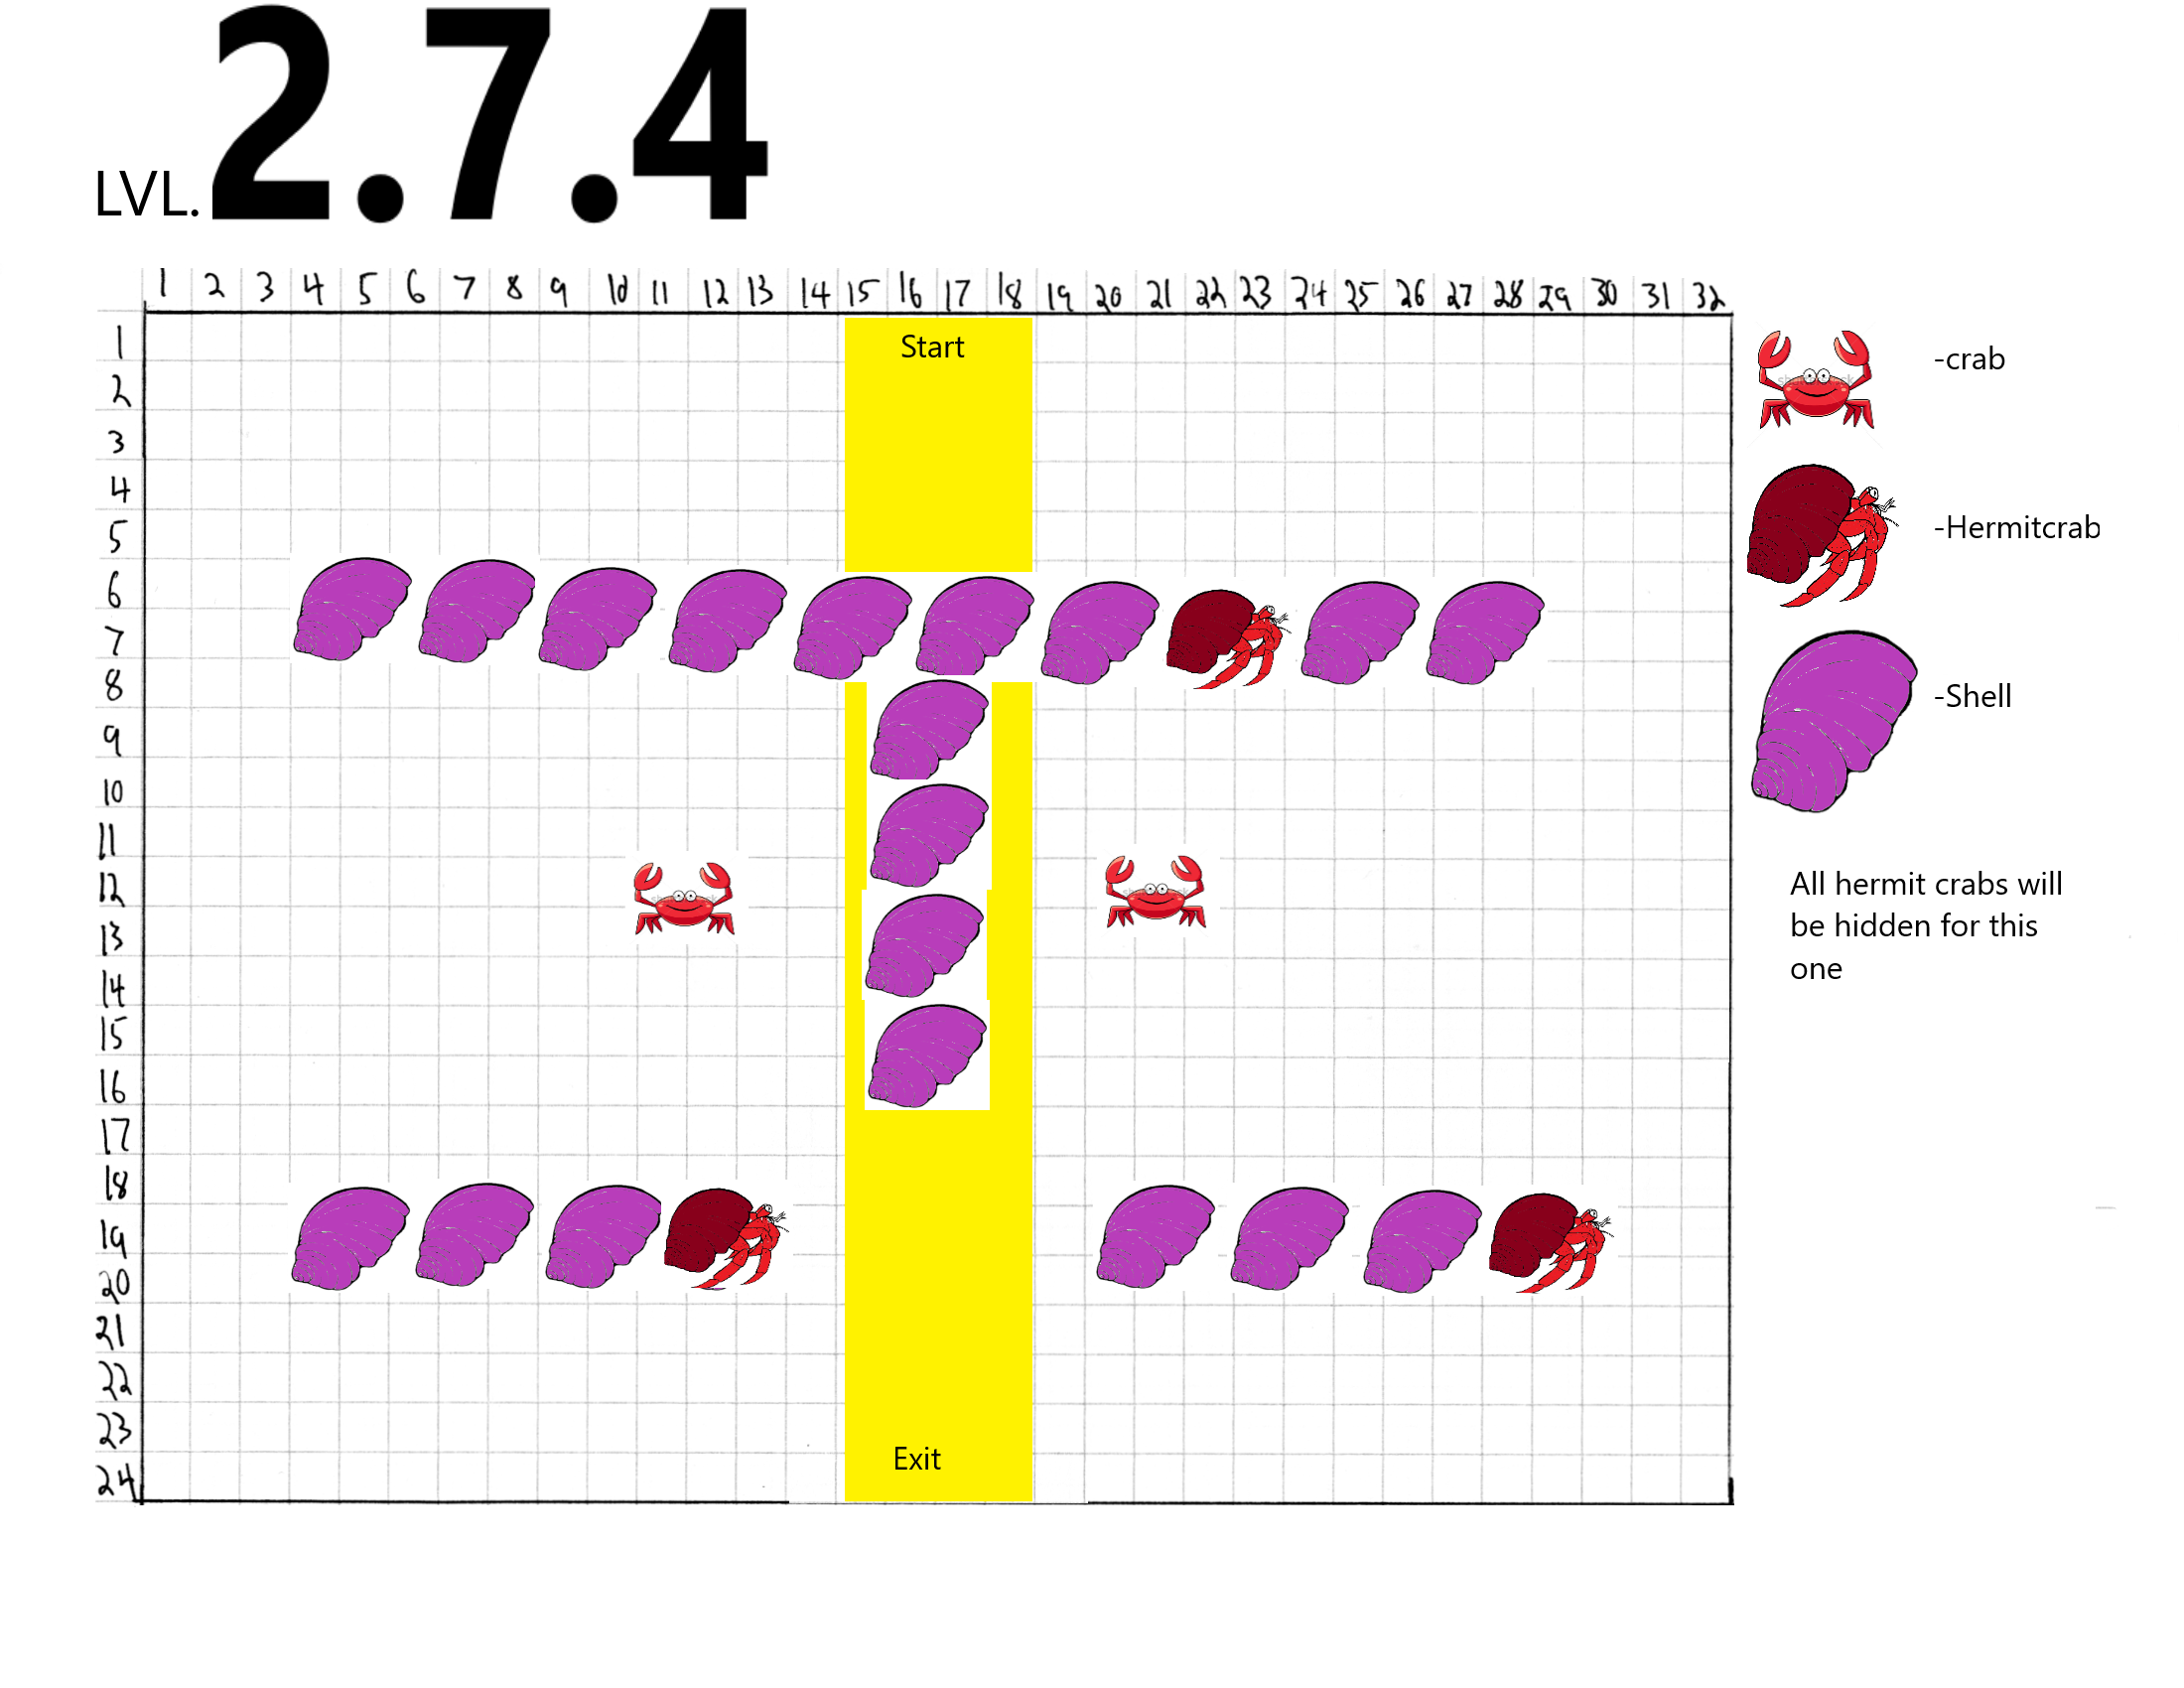 LVL. 2.7.4
1 2 3 4 5 6 7 8 9 10 11 12 13 14 15 16 17 18 19 20 21 22 23 24 25 26 27 28 29 30 31 32
1
Start
-crab
2
3
4
5
-Hermitcrab
6
7
8
-Shell
9
10
11
12
All hermit crabs will
13
be hidden for this
one
14
15
16
17
18
19
20
21
22
23
Exit
24